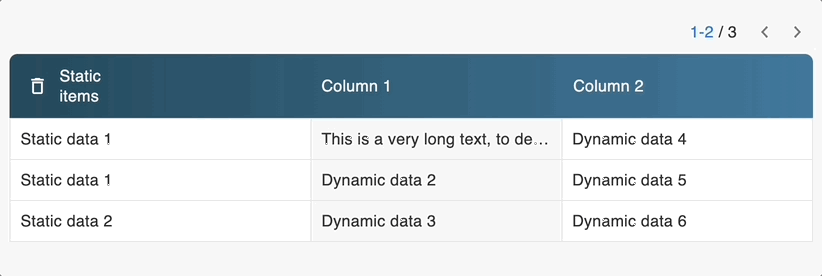 1-2 / 3
Static
items
Column 1
Column 2
Static data 1
This is a very long text, to de...
Dynamic data 4
Static data 1
Dynamic data 2
Dynamic data 5
Static data 2
Dynamic data 3
Dynamic data 6